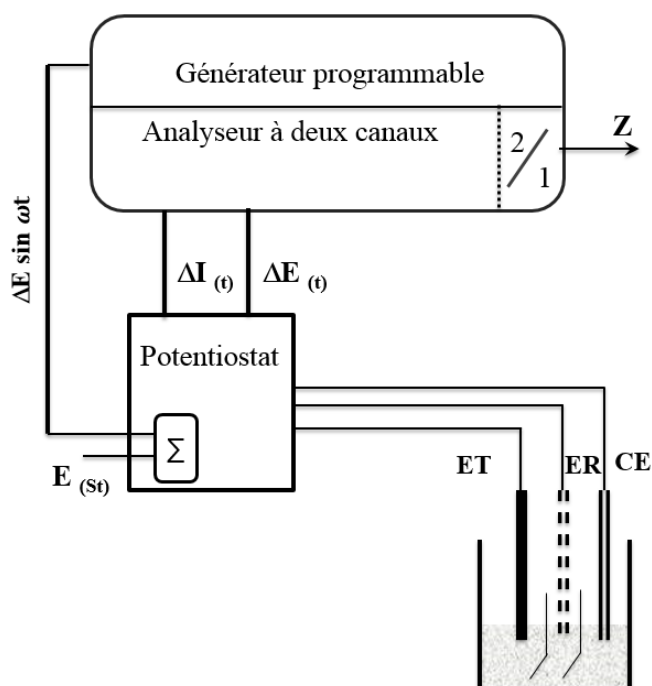 Générateur programmable
Analyseur à deux canaux
2/1
Z
ΔE sin ωt
ΔI (t)
ΔE (t)
Potentiostat
Σ
E (St)
ET
ER
CE